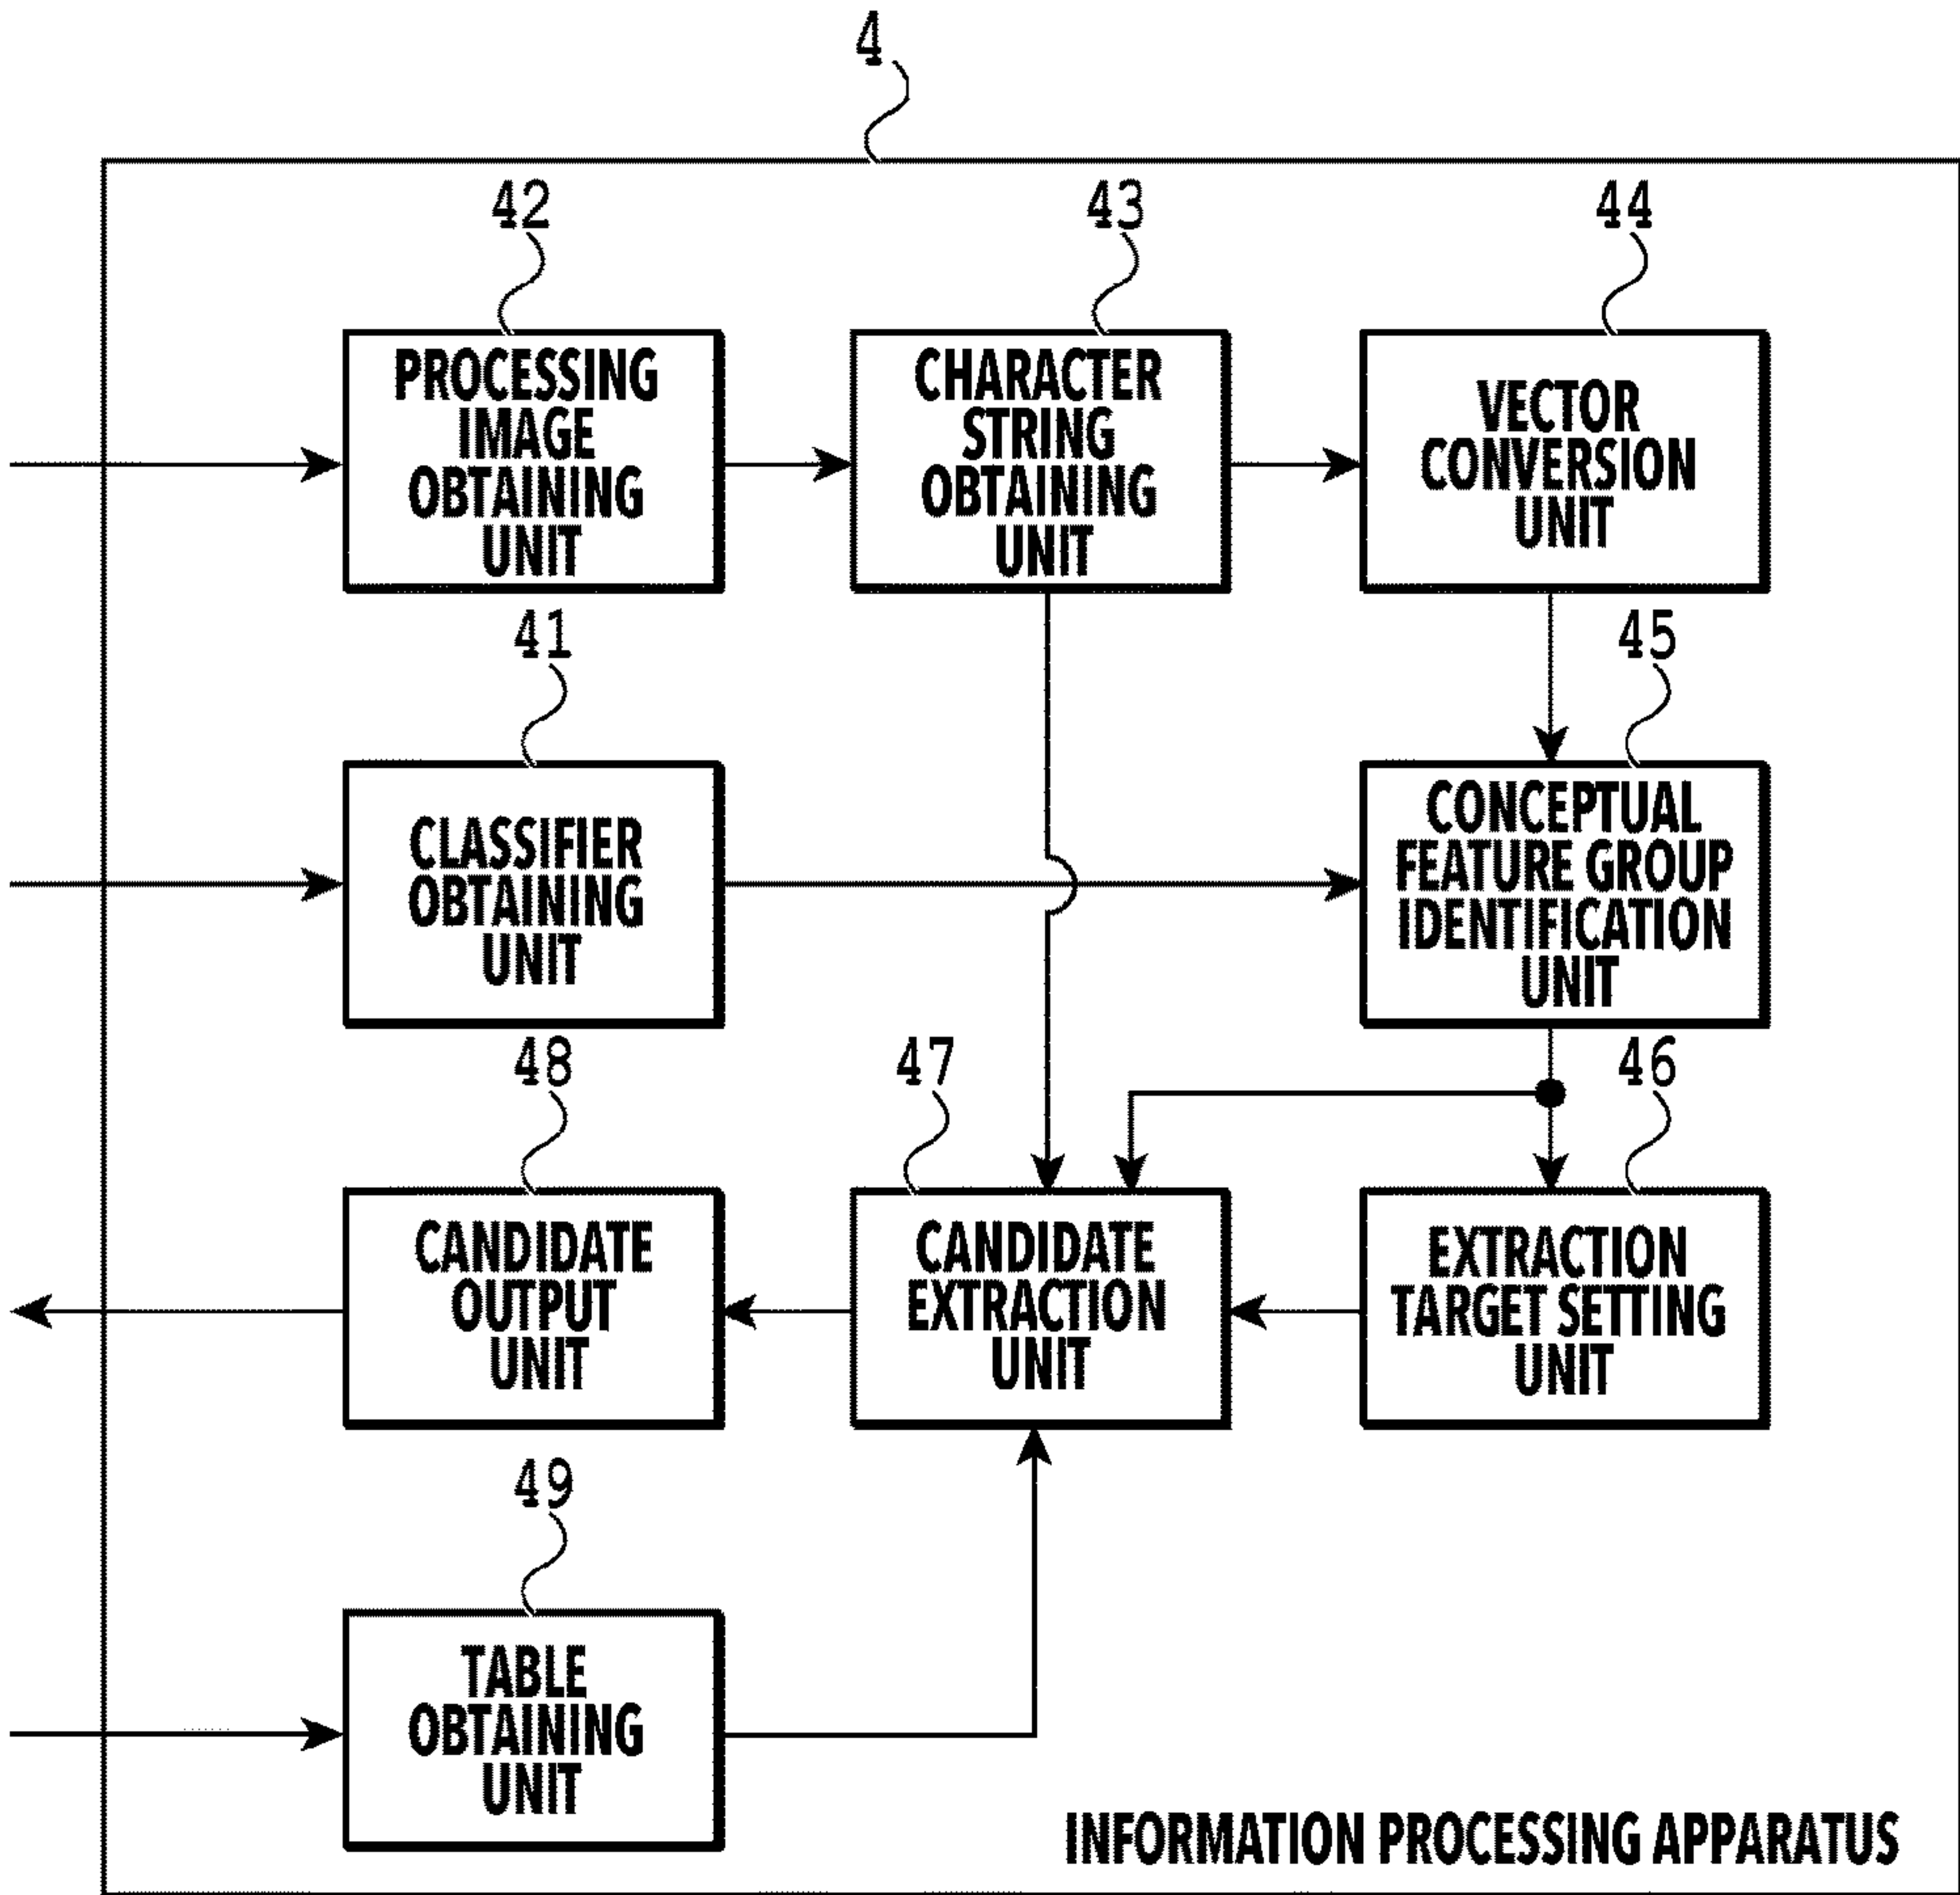 4
42
PROCESSING
IMAGE
OBTAINING
UNIT
43
CHARACTER
STRING
OBTAINING
UNIT
44
VECTOR
CONVERSION
UNIT
41
CLASSIFIER
OBTAINING
UNIT
45
CONCEPTUAL
FEATURE GROUP
IDENTIFICATION
UNIT
48
CANDIDATE
OUTPUT
UNIT
47
CANDIDATE
EXTRACTION
UNIT
46
EXTRACTION
TARGET SETTING
UNIT
49
TABLE
OBTAINING
UNIT
INFORMATION PROCESSING APPARATUS